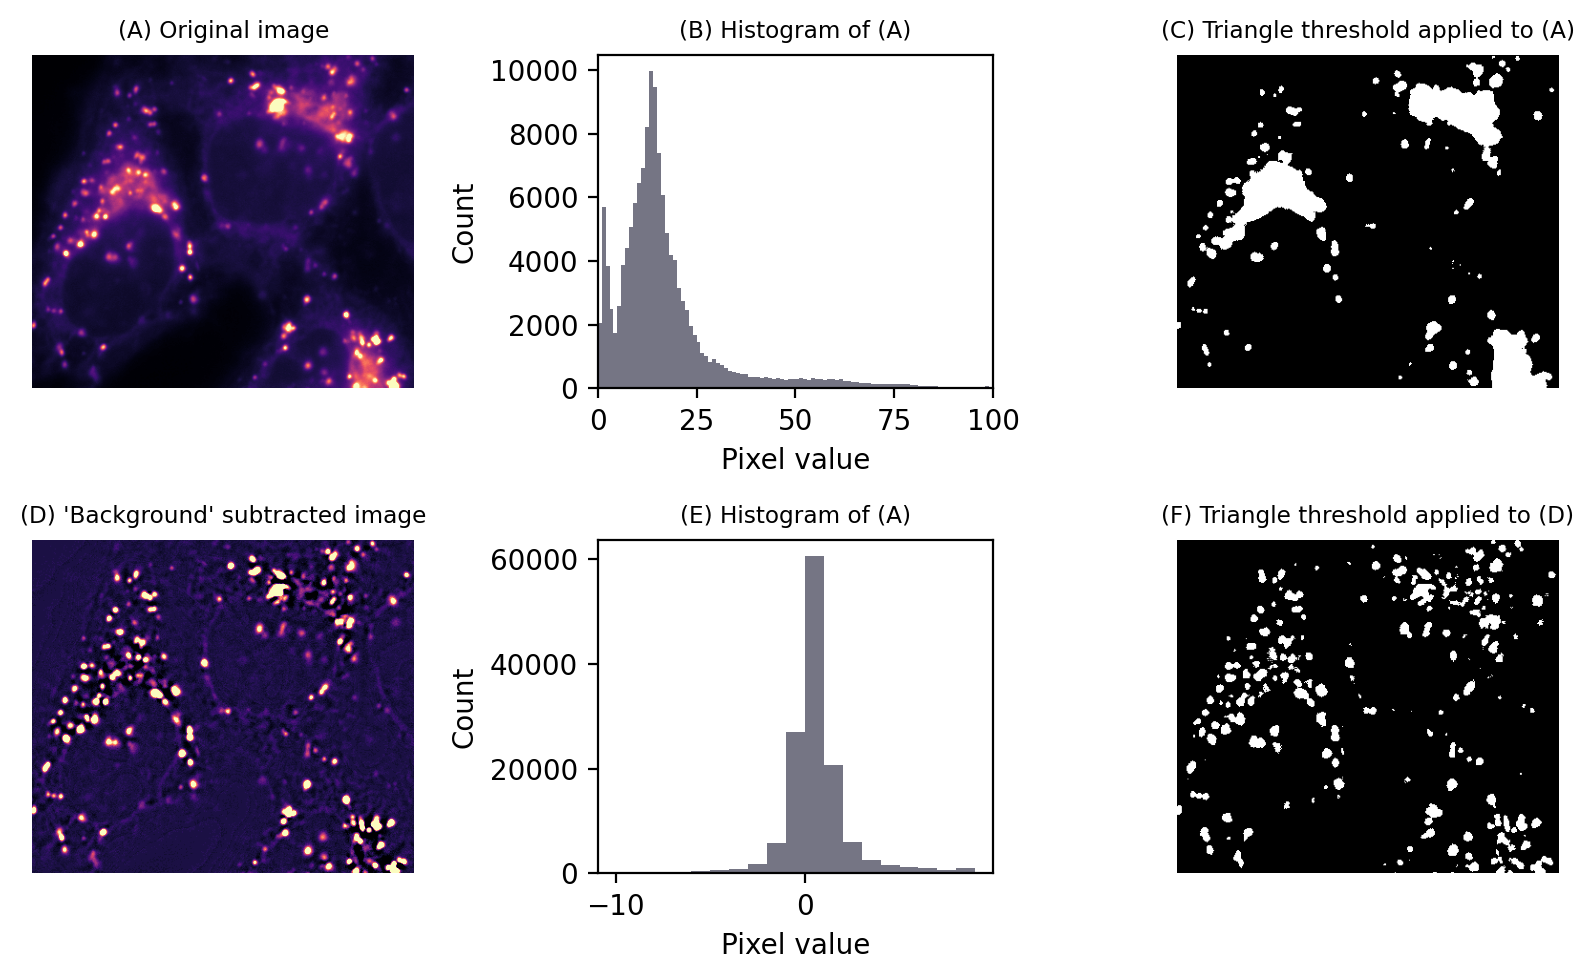 (A) Original image
(B) Histogram of (A)
(C) Triangle threshold applied to (A)
10000
8000
6000
4000
2000
0
Count
0 25 50 75 100
Pixel value
(D) 'Background' subtracted image
(E) Histogram of (A)
(F) Triangle threshold applied to (D)
60000
40000
20000
0
Count
−10 0
Pixel value